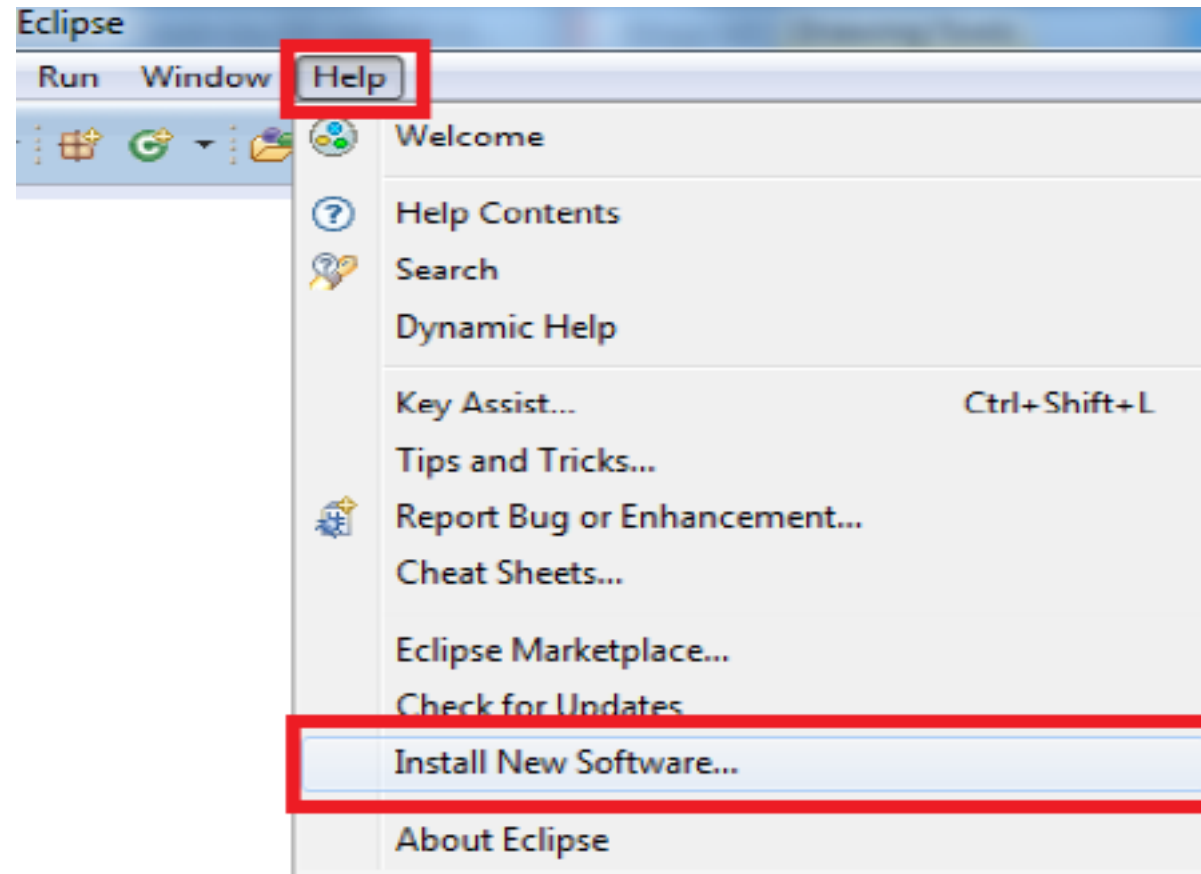 Eclipse
Run Window Help
Welcome
Help Contents
Search
Dynamic Help
Key Assist... Ctrl+Shift+L
Tips and Tricks...
Report Bug or Enhancement...
Cheat Sheets...
Eclipse Marketplace...
Check for Updates
Install New Software...
About Eclipse